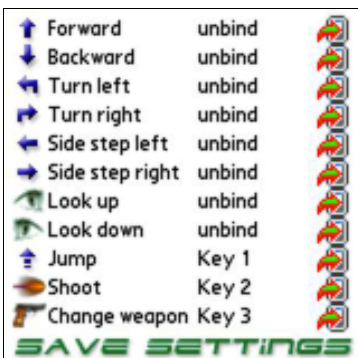 Forward unbind
Backward unbind
Turn left unbind
Turn right unbind
Side step left unbind
Side step right unbind
Look up unbind
Look down unbind
Jump Key 1
Shoot Key 2
Change weapon Key 3
SAVE SETTINGS